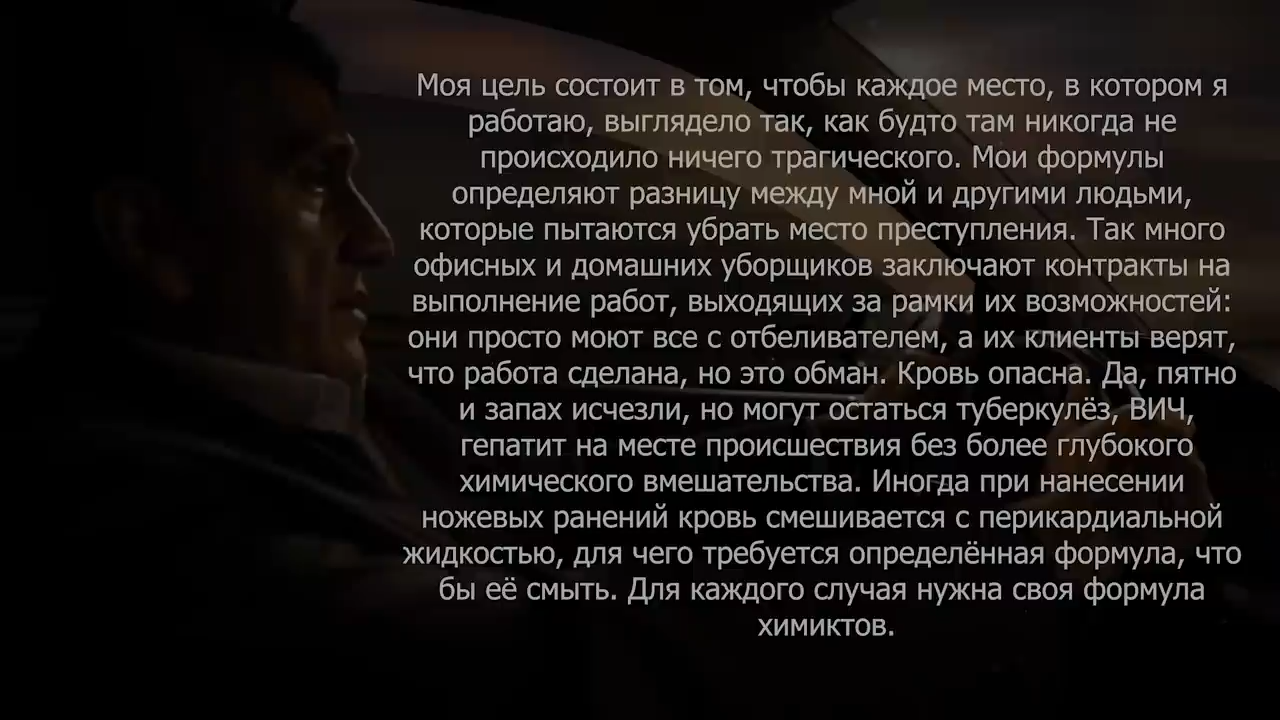 Моя цель состоит в том, чтобы каждое место, в котором я
работаю, выглядело так, как будто там никогда не
происходило ничего трагического. Мои формулы
определяют разницу между мной и другими людьми,
которые пытаются убрать место преступления. Так много
офисных и домашних уборщиков заключают контракты на
выполнение работ, выходящих за рамки их возможностей:
они просто моют все с отбеливателем, а их клиенты верят,
что работа сделана, но это обман. Кровь опасна. Да, пятно
и запах исчезли, но могут остаться туберкулёз, ВИЧ,
гепатит на месте происшествия без более глубокого
химического вмешательства. Иногда при нанесении
ножевых ранений кровь смешивается с перикардиальной
жидкостью, для чего требуется определённая формула, что
бы её смыть. Для каждого случая нужна своя формула
химиктов.